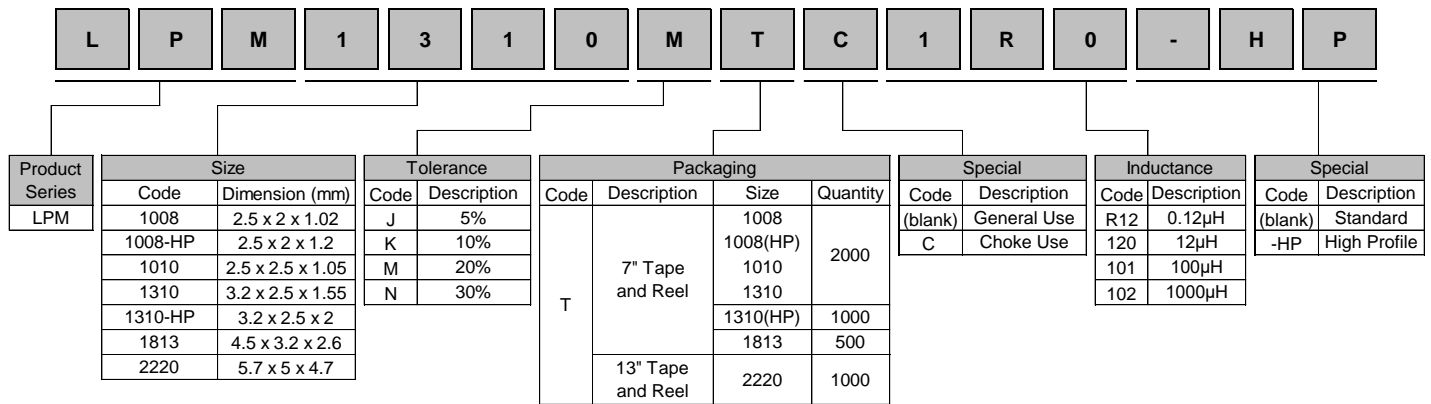 L P M 1 3 1 0 M T C 1 R 0 - H P
Product Series
LPM
Size
Code Dimension (mm)
1008 2.5 x 2 x 1.02
1008-HP 2.5 x 2 x 1.2
1010 2.5 x 2.5 x 1.05
1310 3.2 x 2.5 x 1.55
1310-HP 3.2 x 2.5 x 2
1813 4.5 x 3.2 x 2.6
2220 5.7 x 5 x 4.7
Tolerance
Code Description
J 5%
K 10%
M 20%
N 30%
Packaging
Code Description Size Quantity
T
7" Tape
and Reel
1008
1008(HP)
1010
1310
2000
1310(HP) 1000
1813 500
13" Tape
and Reel
2220 1000
Special
Code Description
(blank) General Use
C Choke Use
Inductance
Code Description
R12 0.12µH
120 12µH
101 100µH
102 1000µH
Special
Code Description
(blank) Standard
-HP High Profile